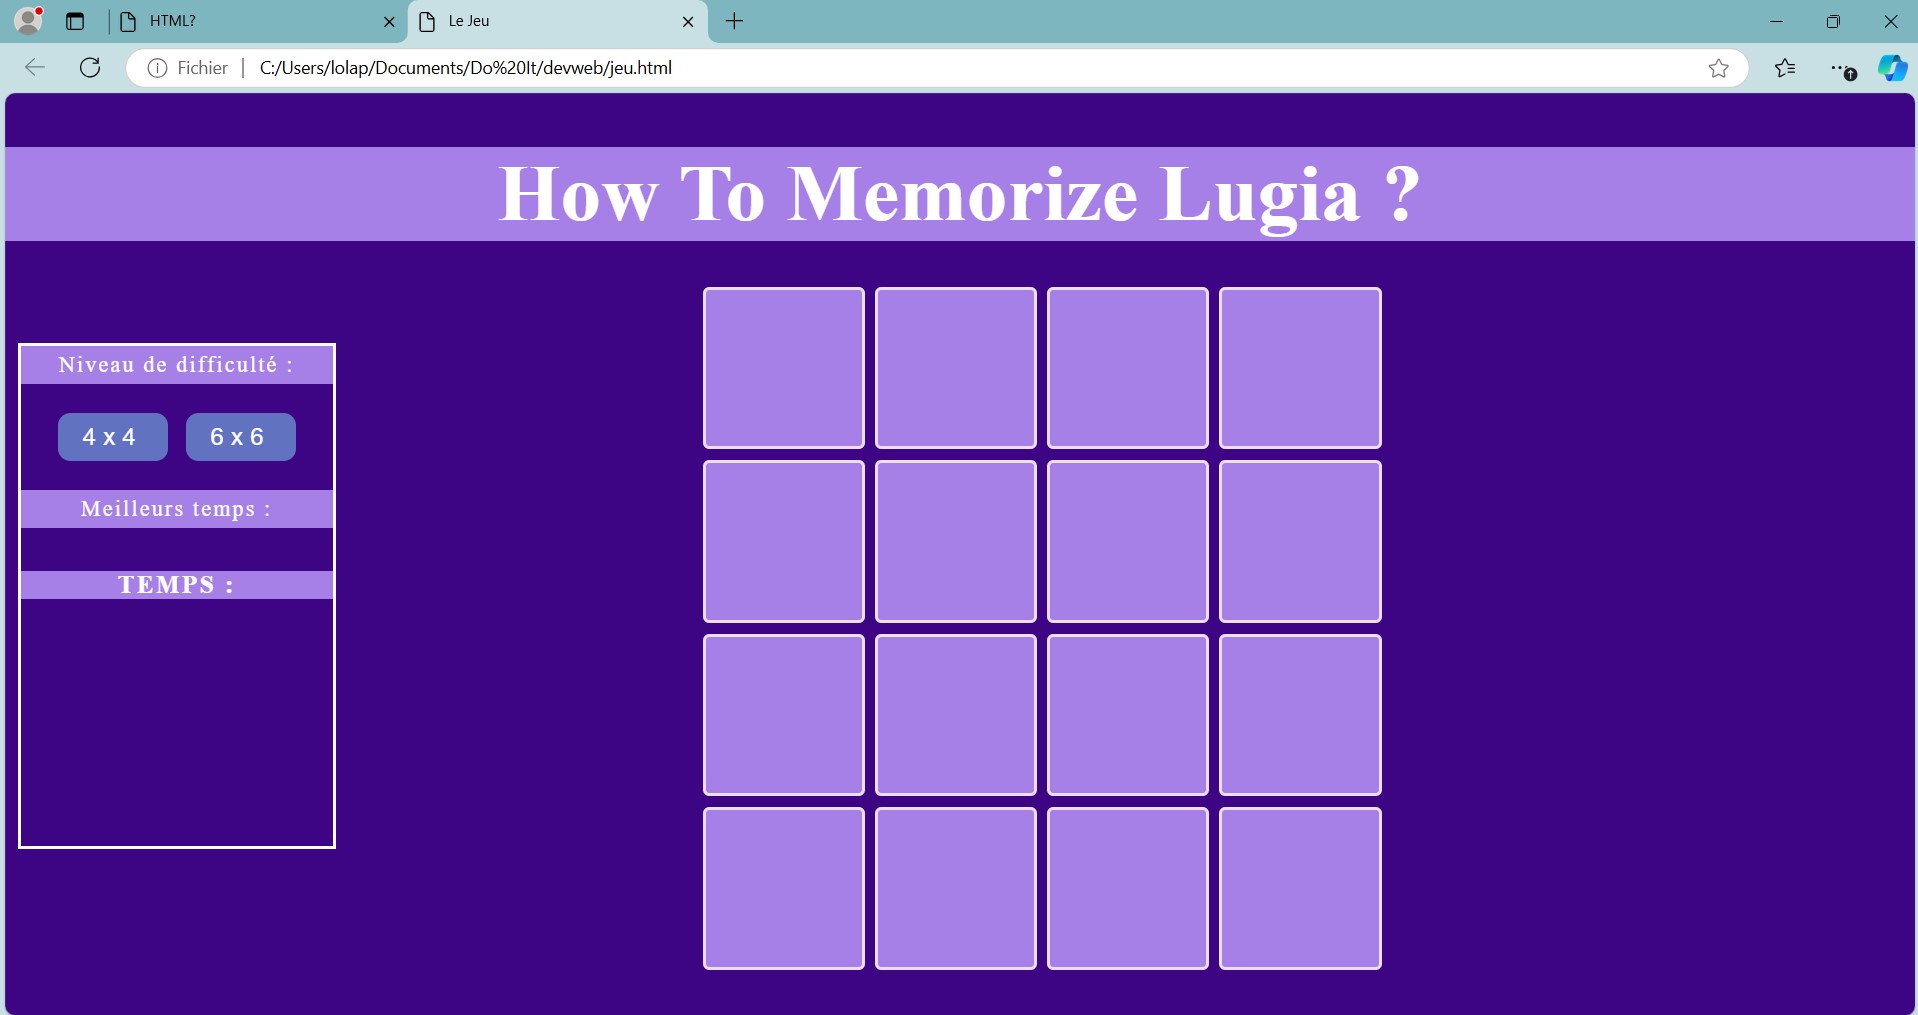 HTML?
Le Jeu
Fichier
C:/Users/lolap/Documents/Do%20It/devweb/jeu.html
How To Memorize Lugia ?
Niveau de difficulté :
4 x 4
6 x 6
Meilleurs temps :
TEMPS :